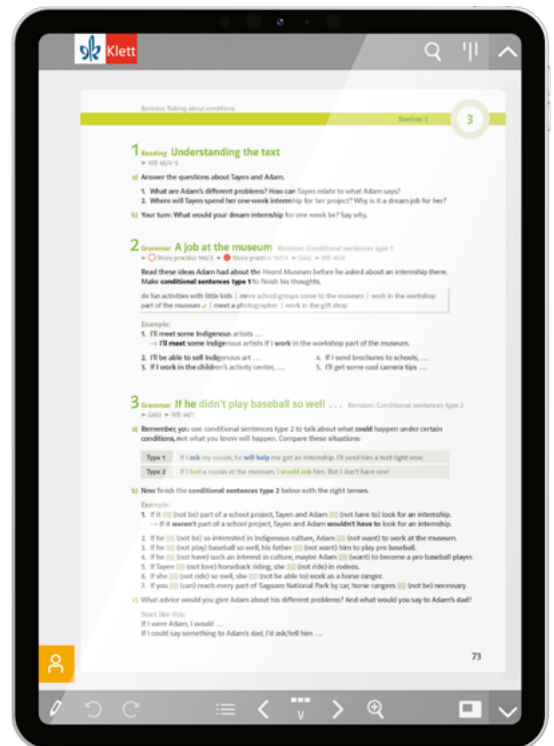 Klett
Revision: Talking about conditions
Station 1
3
1 Reading Understanding the text
a) Answer the questions about Tayen and Adam.
1. What are Adam's different problems? How can Tayen relate to what Adam says?
2. Where will Tayen spend her one-week internship for her project? Why is it a dream job for her?
b) Your turn: What would your dream internship for one week be? Say why.
2 Grammar A job at the museum Revision: Conditional sentences type 1
Read these ideas Adam had about the Heard Museum before he asked about an internship there.
Make conditional sentences type 1 to finish his thoughts.
do fun activities with little kids | more school groups come to the museum | work in the workshop
part of the museum ✓ | meet a photographer | work in the gift shop
Example:
1. I'll meet some Indigenous artists …
→ I'll meet some Indigenous artists if I work in the workshop part of the museum.
2. I'll be able to sell Indigenous art …
3. If I work in the children's activity center, …
4. If I send brochures to schools, …
5. I'll get some cool camera tips …
3 Grammar If he didn't play baseball so well … Revision: Conditional sentences type 2
a) Remember, you use conditional sentences type 2 to talk about what could happen under certain
conditions, not what you know will happen. Compare these situations:
Type 1 If I ask my cousin, he will help me get an internship. I'll send him a text right now.
Type 2 If I had a cousin at the museum, I would ask him. But I don't have one!
b) Now finish the conditional sentences type 2 below with the right tenses.
Example:
1. If it (not be) part of a school project, Tayen and Adam (not have to) look for an internship.
→ If it weren't part of a school project, Tayen and Adam wouldn't have to look for an internship.
2. If he (not be) so interested in Indigenous culture, Adam (not want) to work at the museum.
3. If he (not play) baseball so well, his father (not want) him to play pro baseball.
4. If he (not have) such an interest in culture, maybe Adam (want) to become a pro baseball player.
5. If Tayen (not love) horseback riding, she (not ride) in rodeos.
6. If she (not ride) so well, she (not be able to) work as a horse ranger.
7. If you (can) reach every part of Saguaro National Park by car, horse rangers (not be) necessary.
c) What advice would you give Adam about his different problems? And what would you say to Adam's dad?
Start like this:
If I were Adam, I would …
If I could say something to Adam's dad, I'd ask/tell him …
73
V